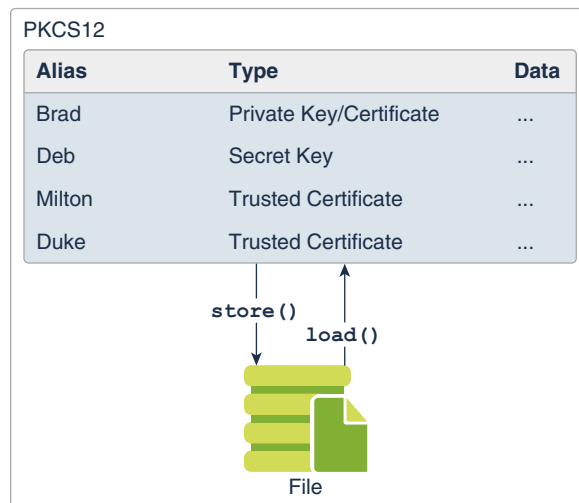 PKCS12
Alias Type Data
Brad Private Key/Certificate ...
Deb Secret Key ...
Milton Trusted Certificate ...
Duke Trusted Certificate ...
store()
load()
File